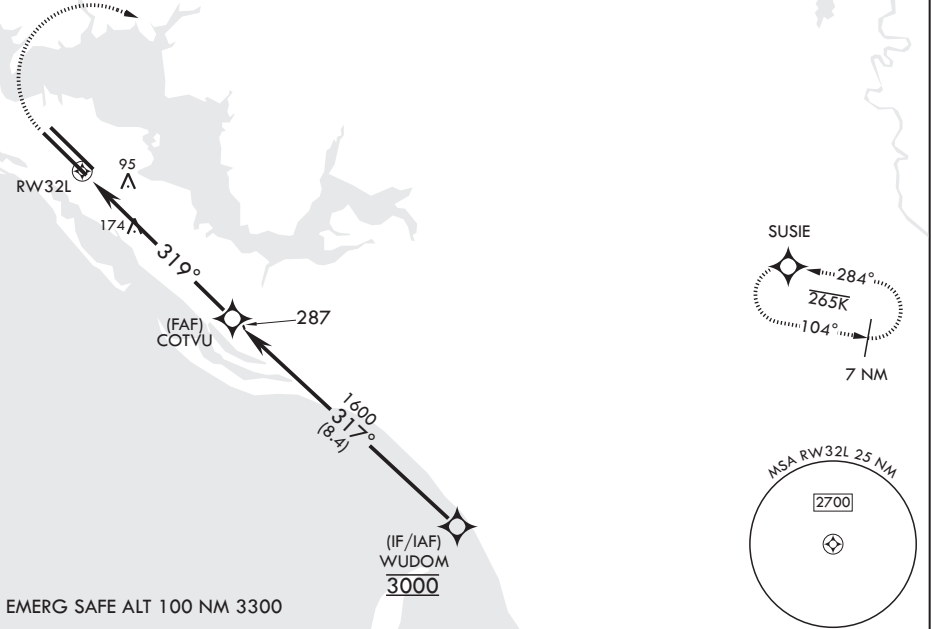 95
RW32L
174
319°
SUSIE
284°
265K
104°
7 NM
287
(FAF)
COTVU
1600
317°
(8.4)
MSA RW32L 25 NM
2700
(IF/IAF)
WUDOM
3000
EMERG SAFE ALT 100 NM 3300